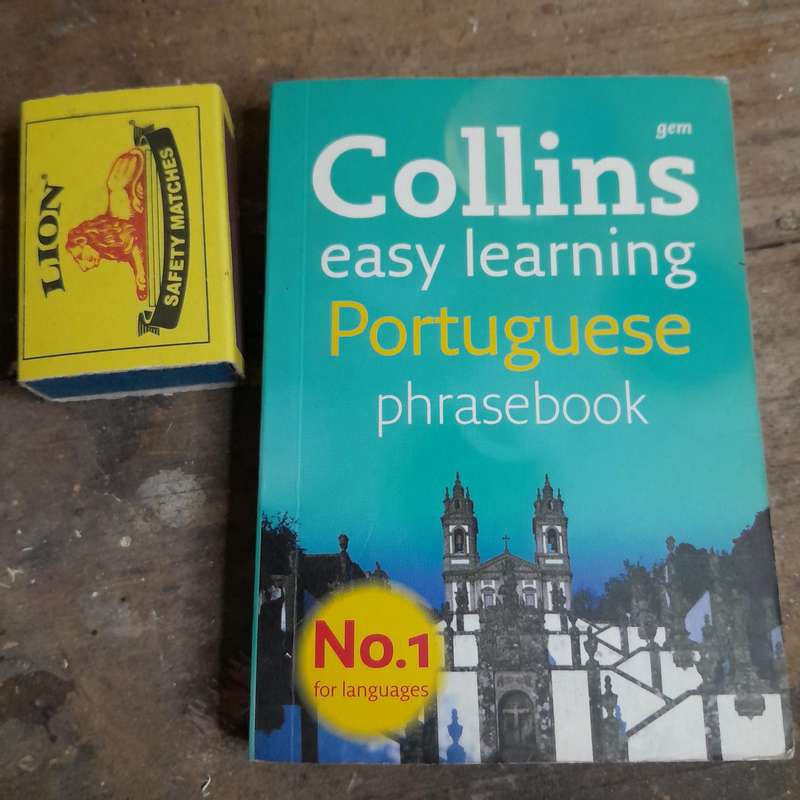 LION
SAFETY MATCHES
gem
Collins
easy learning
Portuguese
phrasebook
No.1
for languages